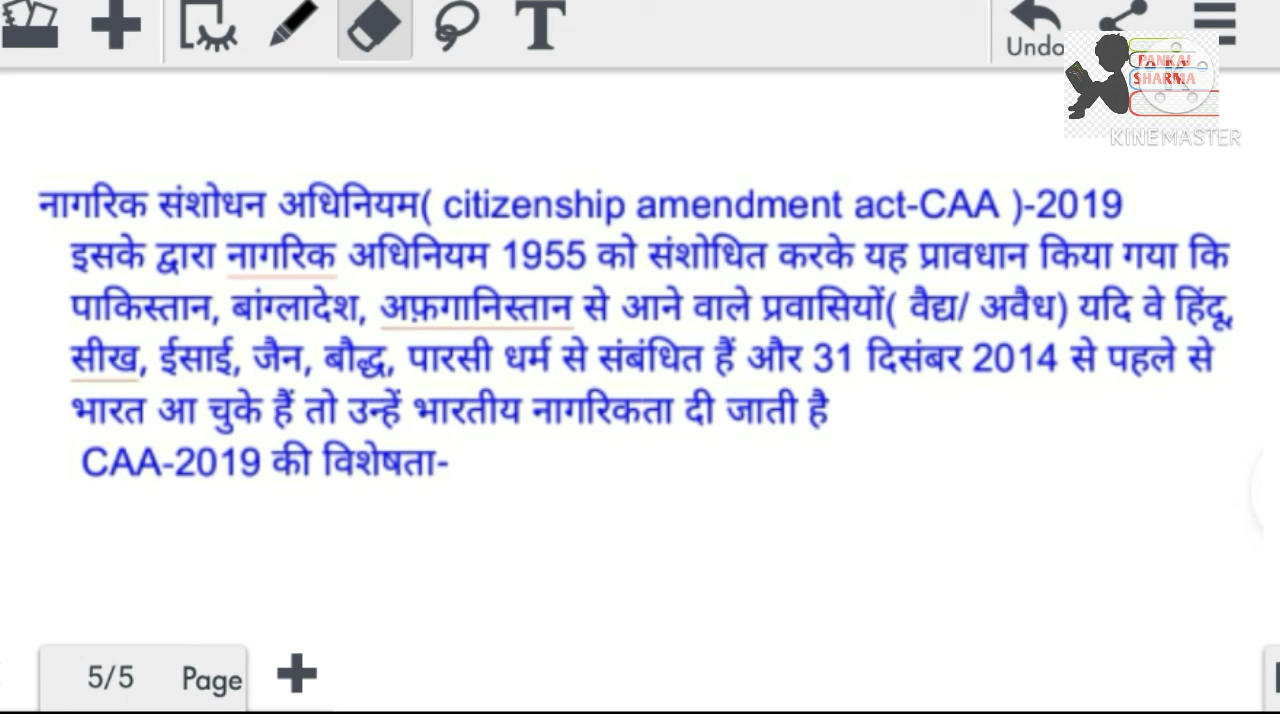 Undo
PANKAJ
SHARMA
KINEMASTER
नागरिक संशोधन अधिनियम( citizenship amendment act-CAA )-2019
इसके द्वारा नागरिक अधिनियम 1955 को संशोधित करके यह प्रावधान किया गया कि
पाकिस्तान, बांग्लादेश, अफ़गानिस्तान से आने वाले प्रवासियों( वैद्य/ अवैध) यदि वे हिंदू,
सीख, ईसाई, जैन, बौद्ध, पारसी धर्म से संबंधित हैं और 31 दिसंबर 2014 से पहले से
भारत आ चुके हैं तो उन्हें भारतीय नागरिकता दी जाती है
CAA-2019 की विशेषता-
5/5 Page